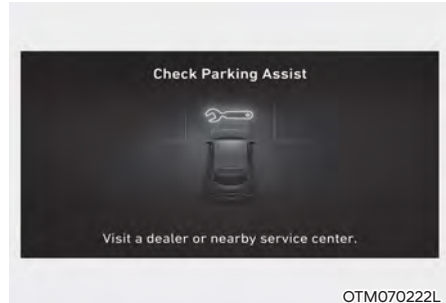 Check Parking Assist
Visit a dealer or nearby service center.
OTM070222L